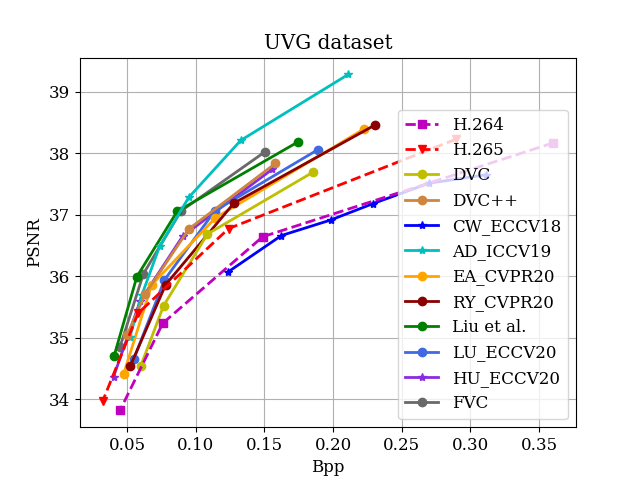 UVG dataset
PSNR
39
38
37
36
35
34
H.264
H.265
DVC
DVC++
CW_ECCV18
AD_ICCV19
EA_CVPR20
RY_CVPR20
Liu et al.
LU_ECCV20
HU_ECCV20
FVC
0.05 0.10 0.15 0.20 0.25 0.30 0.35
Bpp